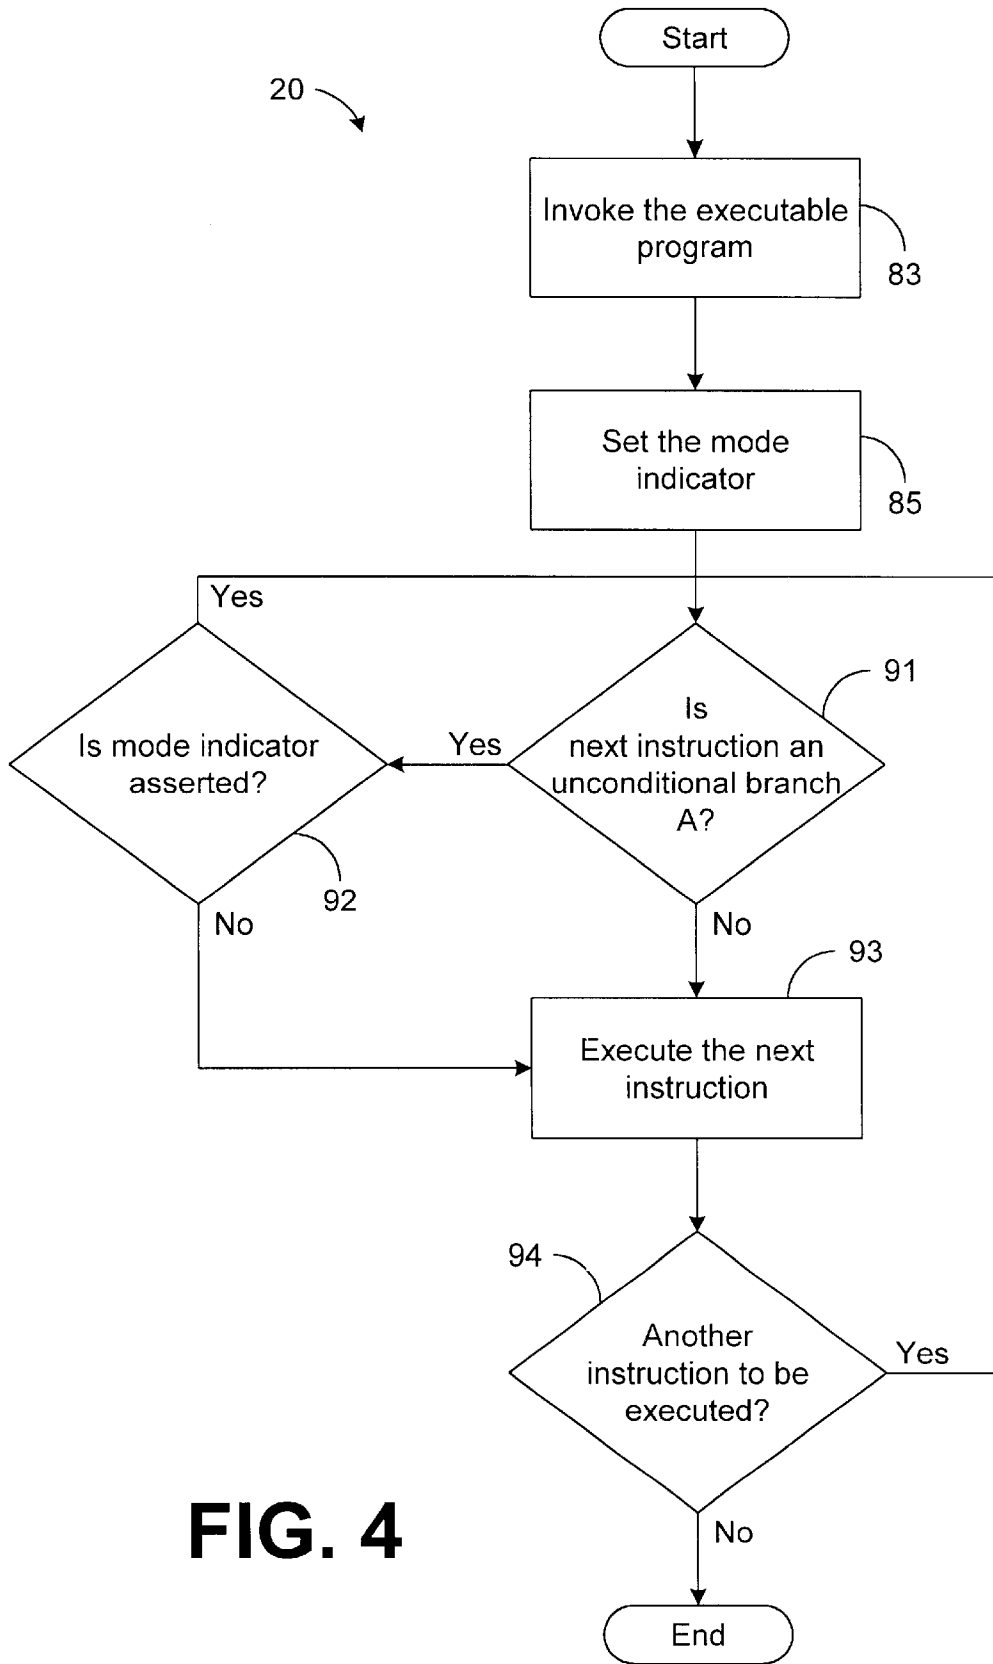 Start
20
Invoke the executable
program
83
Set the mode
indicator
85
Yes
91
Is mode indicator
asserted?
Yes
Is
next instruction an
unconditional branch
A?
92
No
No
93
Execute the next
instruction
94
Another
instruction to be
executed?
Yes
No
FIG. 4
End